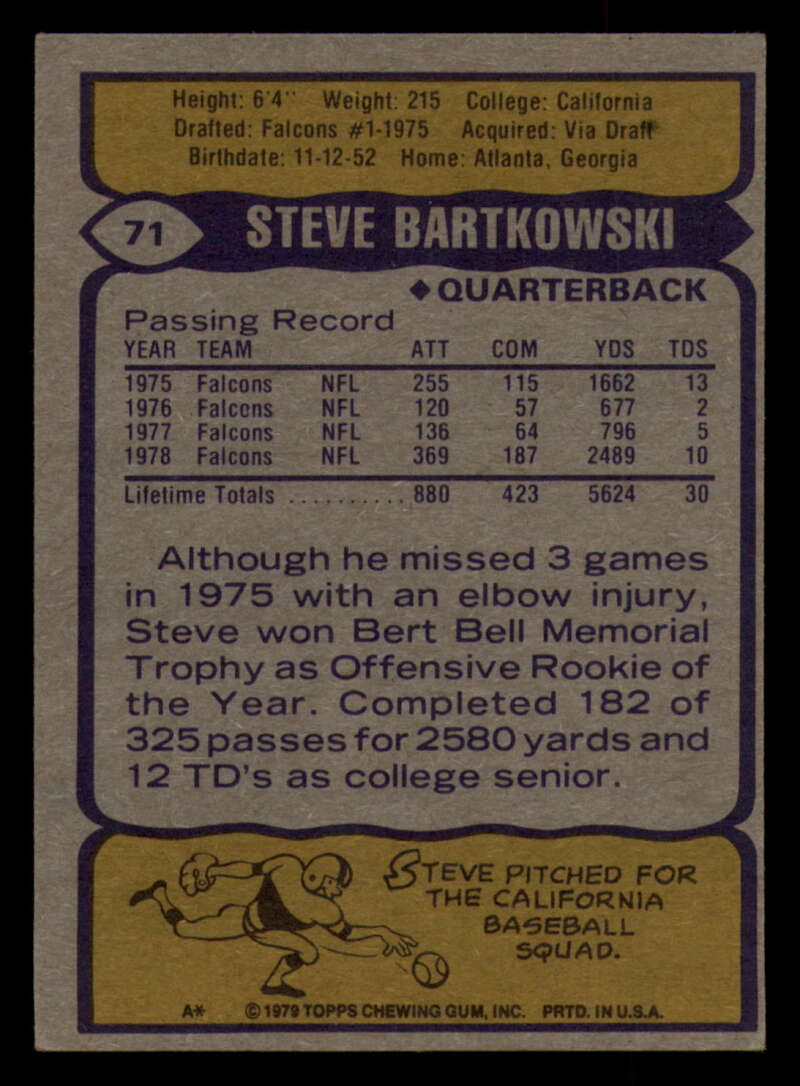 Height: 6'4" Weight: 215 College: California
Drafted: Falcons #1-1975 Acquired: Via Draft
Birthdate: 11-12-52 Home: Atlanta, Georgia
71 STEVE BARTKOWSKI
◆ QUARTERBACK
Passing Record
YEAR TEAM ATT COM YDS TDS
1975 Falcons NFL 255 115 1662 13
1976 Falcons NFL 120 57 677 2
1977 Falcons NFL 136 64 796 5
1978 Falcons NFL 369 187 2489 10
Lifetime Totals .......... 880 423 5624 30
Although he missed 3 games
in 1975 with an elbow injury,
Steve won Bert Bell Memorial
Trophy as Offensive Rookie of
the Year. Completed 182 of
325 passes for 2580 yards and
12 TD's as college senior.
STEVE PITCHED FOR
THE CALIFORNIA
BASEBALL
SQUAD.
A* © 1979 TOPPS CHEWING GUM, INC. PRTD. IN U.S.A.